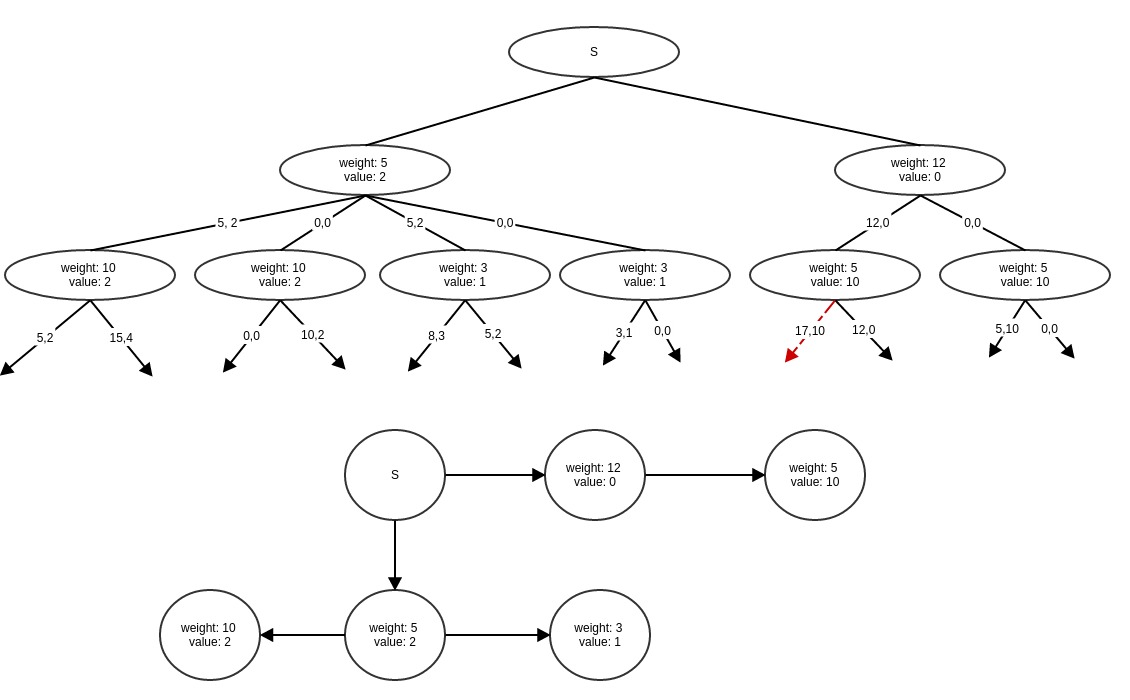 S
weight: 5
value: 2
weight: 12
value: 0
5, 2
0,0
5,2
0,0
12,0
0,0
weight: 10
value: 2
weight: 10
value: 2
weight: 3
value: 1
weight: 3
value: 1
weight: 5
value: 10
weight: 5
value: 10
5,2
15,4
0,0
10,2
8,3
5,2
3,1
0,0
17,10
12,0
5,10
0,0
S
weight: 12
value: 0
weight: 5
value: 10
weight: 10
value: 2
weight: 5
value: 2
weight: 3
value: 1